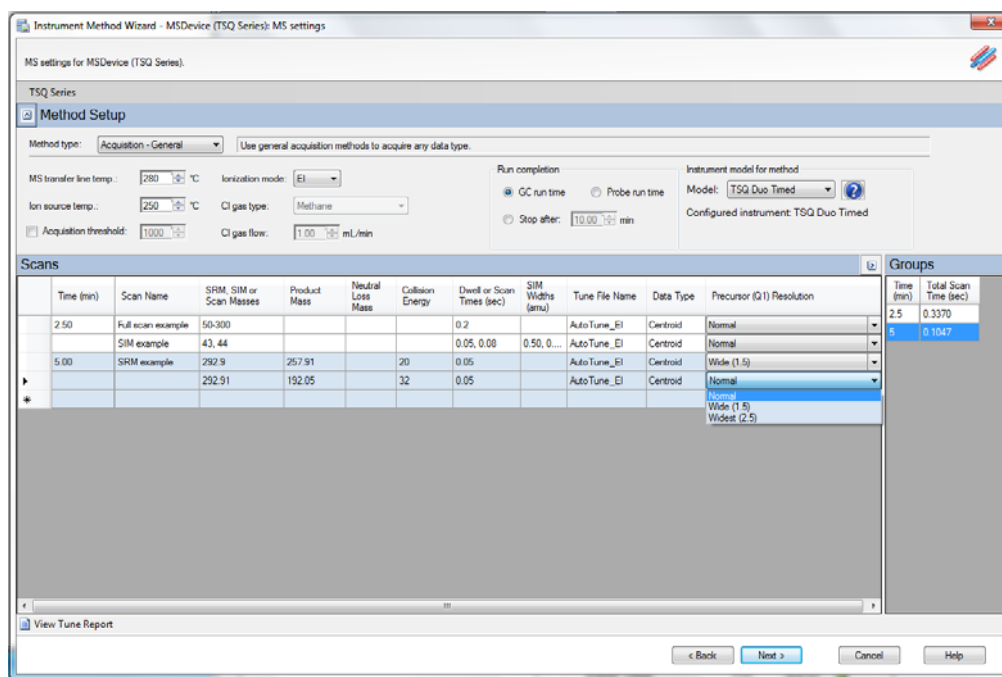 Instrument Method Wizard - MSDevice (TSQ Series): MS settings
MS settings for MSDevice (TSQ Series).
TSQ Series
Method Setup
Method type: Acquisition - General Use general acquisition methods to acquire any data type.
MS transfer line temp.: 280 °C Ionization mode: EI
Ion source temp.: 250 °C CI gas type: Methane
Acquisition threshold: 1000 CI gas flow: 1.00 mL/min
Run completion
GC run time Probe run time
Stop after: 10.00 min
Instrument model for method
Model: TSQ Duo Timed
Configured instrument: TSQ Duo Timed
Scans
Time (min) Scan Name SRM, SIM or Scan Masses Product Mass Neutral Loss Mass Collision Energy Dwell or Scan Times (sec) SIM Widths (amu) Tune File Name Data Type Precursor (Q1) Resolution
2.50 Full scan example 50-300 0.2 AutoTune_EI Centroid Normal
SIM example 43, 44 0.05, 0.08 0.50, 0.... AutoTune_EI Centroid Normal
5.00 SRM example 292.9 257.91 20 0.05 AutoTune_EI Centroid Wide (1.5)
292.91 192.05 32 0.05 AutoTune_EI Centroid Normal
Normal
Wide (1.5)
Widest (2.5)
Groups
Time (min) Total Scan Time (sec)
2.5 0.3370
5 0.1047
View Tune Report
< Back Next > Cancel Help